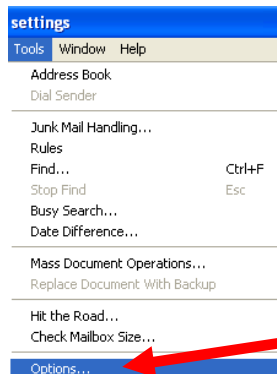 settings
Tools Window Help
Address Book
Dial Sender
Junk Mail Handling...
Rules
Find... Ctrl+F
Stop Find Esc
Busy Search...
Date Difference...
Mass Document Operations...
Replace Document With Backup
Hit the Road...
Check Mailbox Size...
Options...